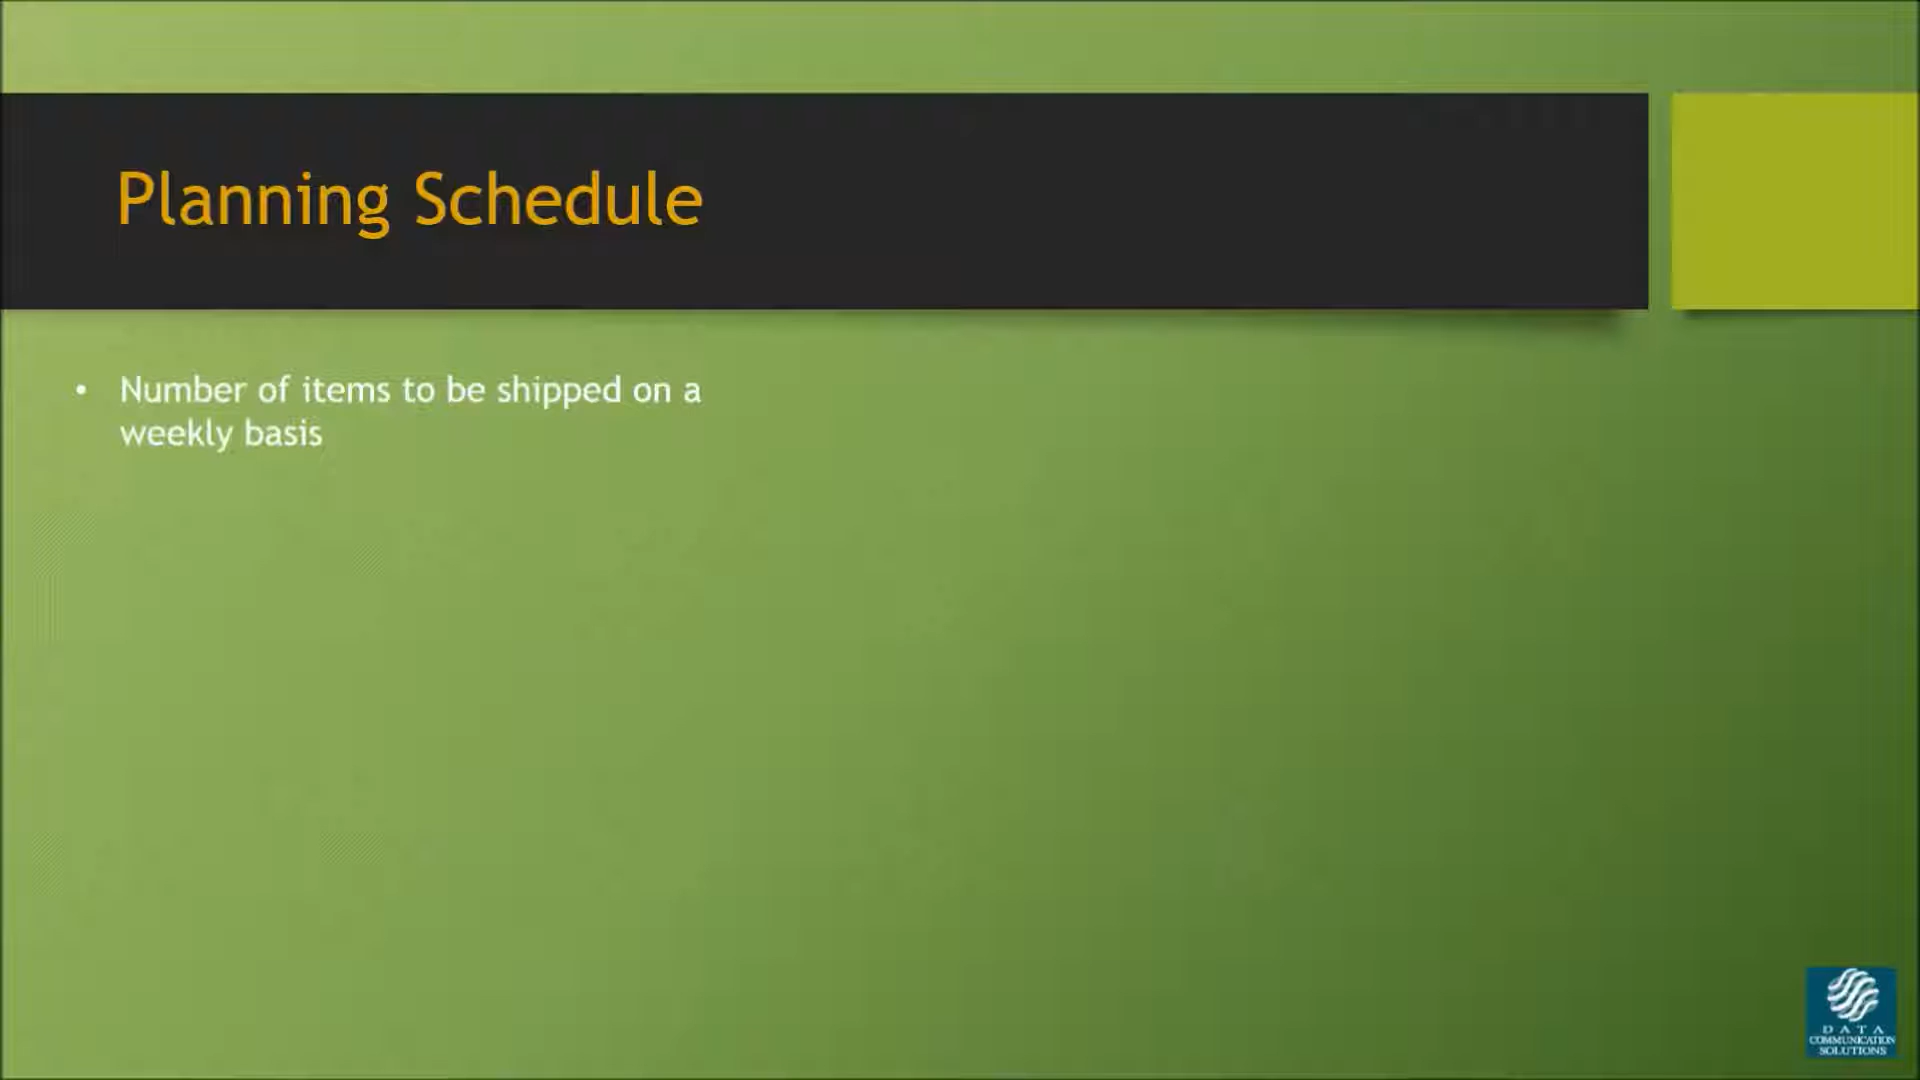 Planning Schedule
• Number of items to be shipped on a
weekly basis
DATA
COMMUNICATION
SOLUTIONS